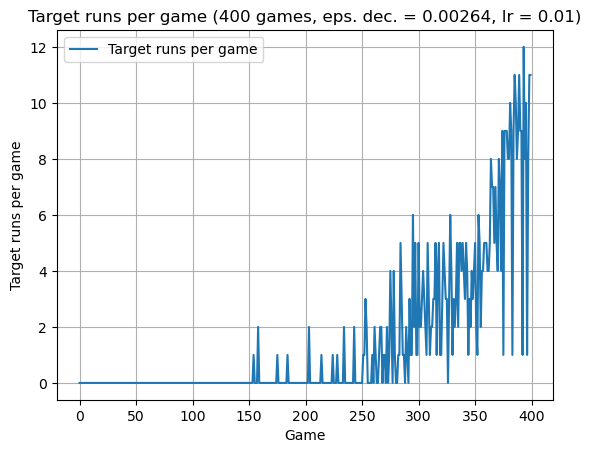 Target runs per game (400 games, eps. dec. = 0.00264, lr = 0.01)
Target runs per game
12
10
8
6
4
2
0
Target runs per game
0 50 100 150 200 250 300 350 400
Game